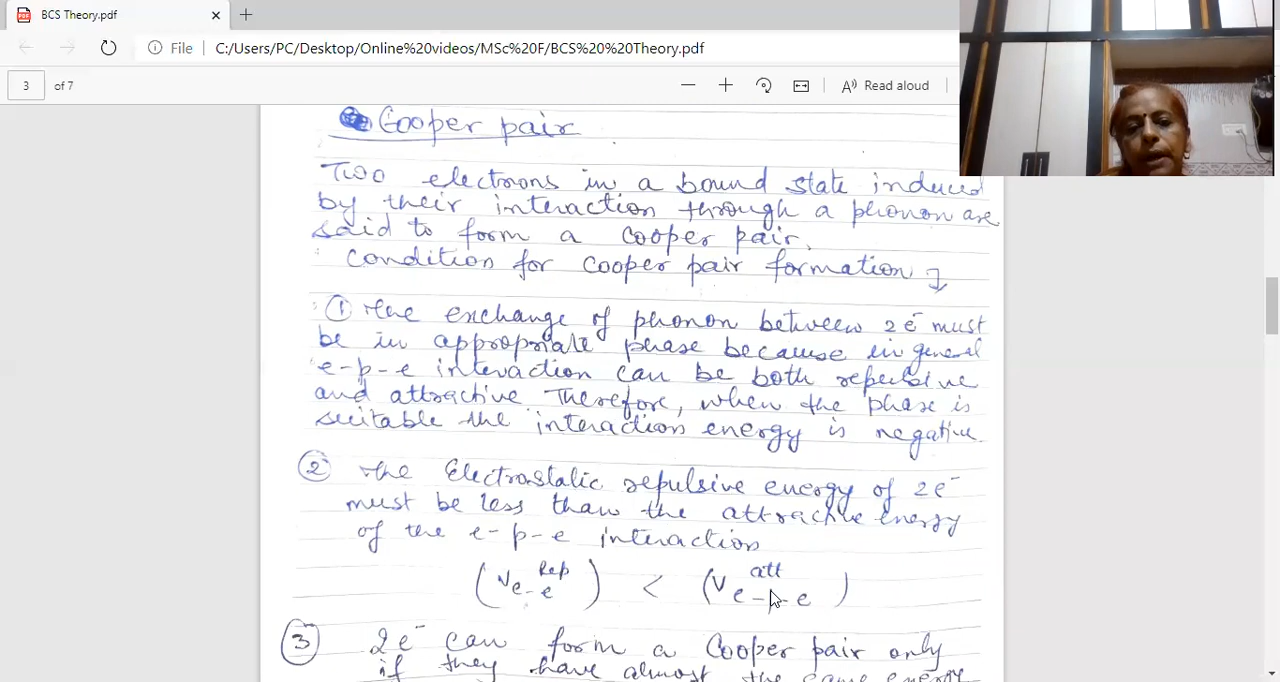 BCS Theory.pdf
File C:/Users/PC/Desktop/Online%20videos/MSc%20F/BCS%20%20Theory.pdf
3 of 7
Read aloud
Cooper pair
Two electrons in a bound state induced
by their interaction through a phonon are
said to form a cooper pair.
Condition for cooper pair formation
① The exchange of phonon between 2e⁻ must
be in appropriate phase because in general
e-p-e interaction can be both repulsive
and attractive Therefore, when the phase is
suitable the interaction energy is negative.
② The Electrostatic repulsive energy of 2e⁻
must be less than the attractive energy
of the e-p-e interaction
(V e-e Rep) < (V e-p-e att)
③ 2e⁻ can form a Cooper pair only
if they have almost the same energy